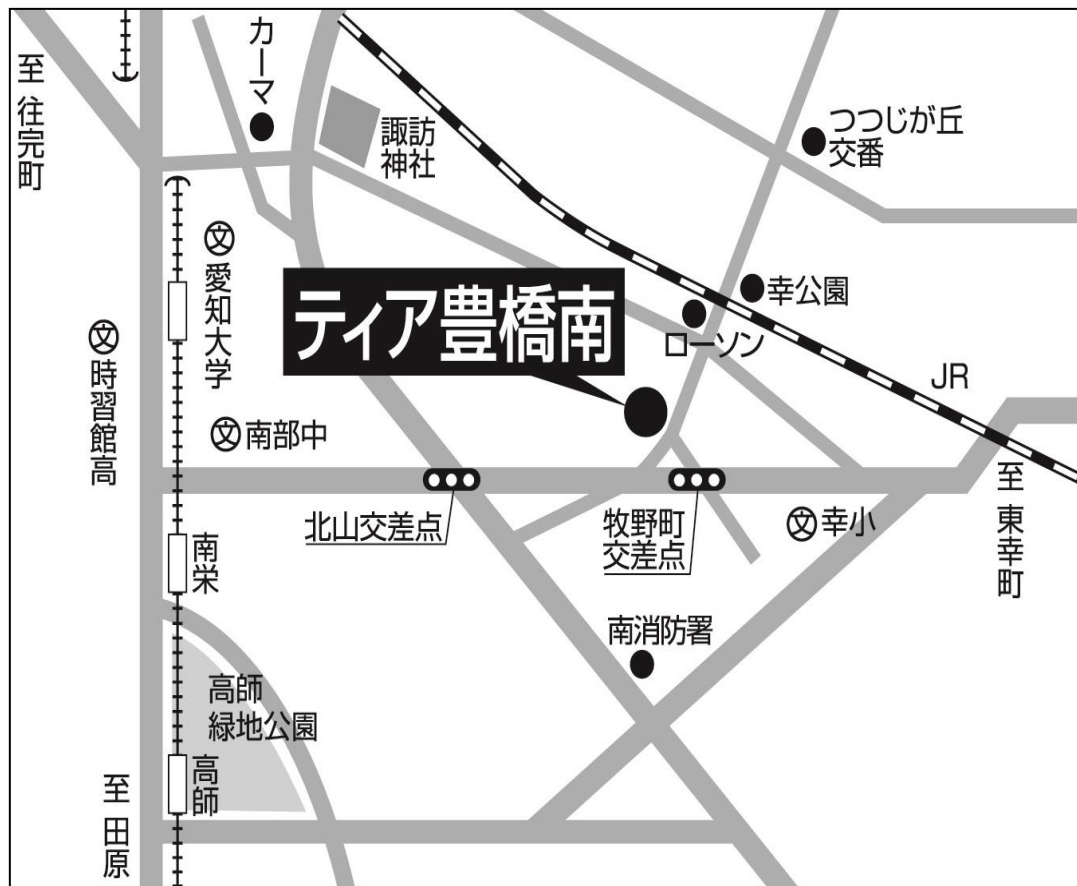 至 往完町
カーマ
諏訪
神社
つつじが丘
交番
文
愛知大学
ティア豊橋南
幸公園
ローソン
文
時習館高
JR
文南部中
北山交差点
牧野町
交差点
文幸小
至 東幸町
南栄
南消防署
高師
緑地公園
高師
至 田原